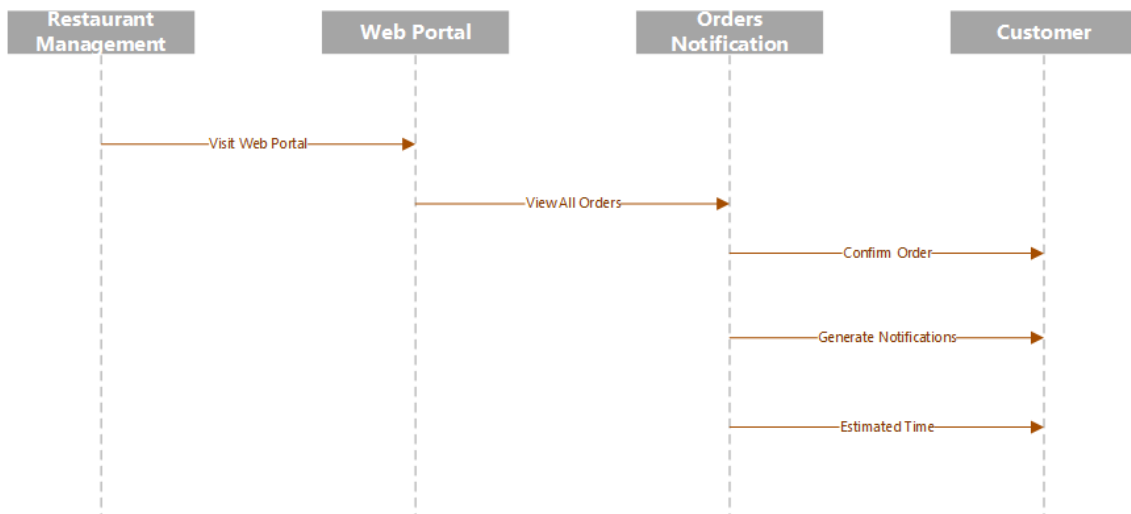 Restaurant
Management
Web Portal
Orders
Notification
Customer
Visit Web Portal
View All Orders
Confirm Order
Generate Notifications
Estimated Time